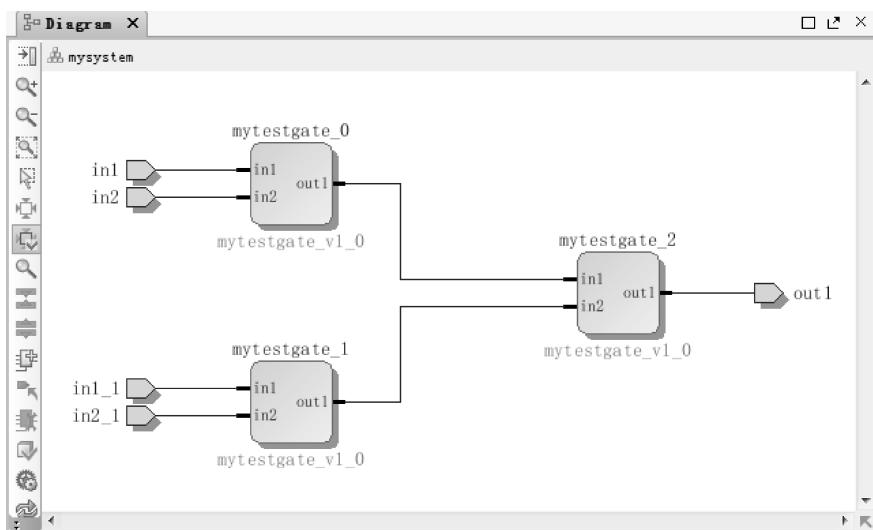 Diagram
mysystem
mytestgate_0
in1 in1
out1
in2 in2
mytestgate_v1_0
mytestgate_2
in1
out1 out1
in2
mytestgate_v1_0
mytestgate_1
in1_1 in1
out1
in2_1 in2
mytestgate_v1_0